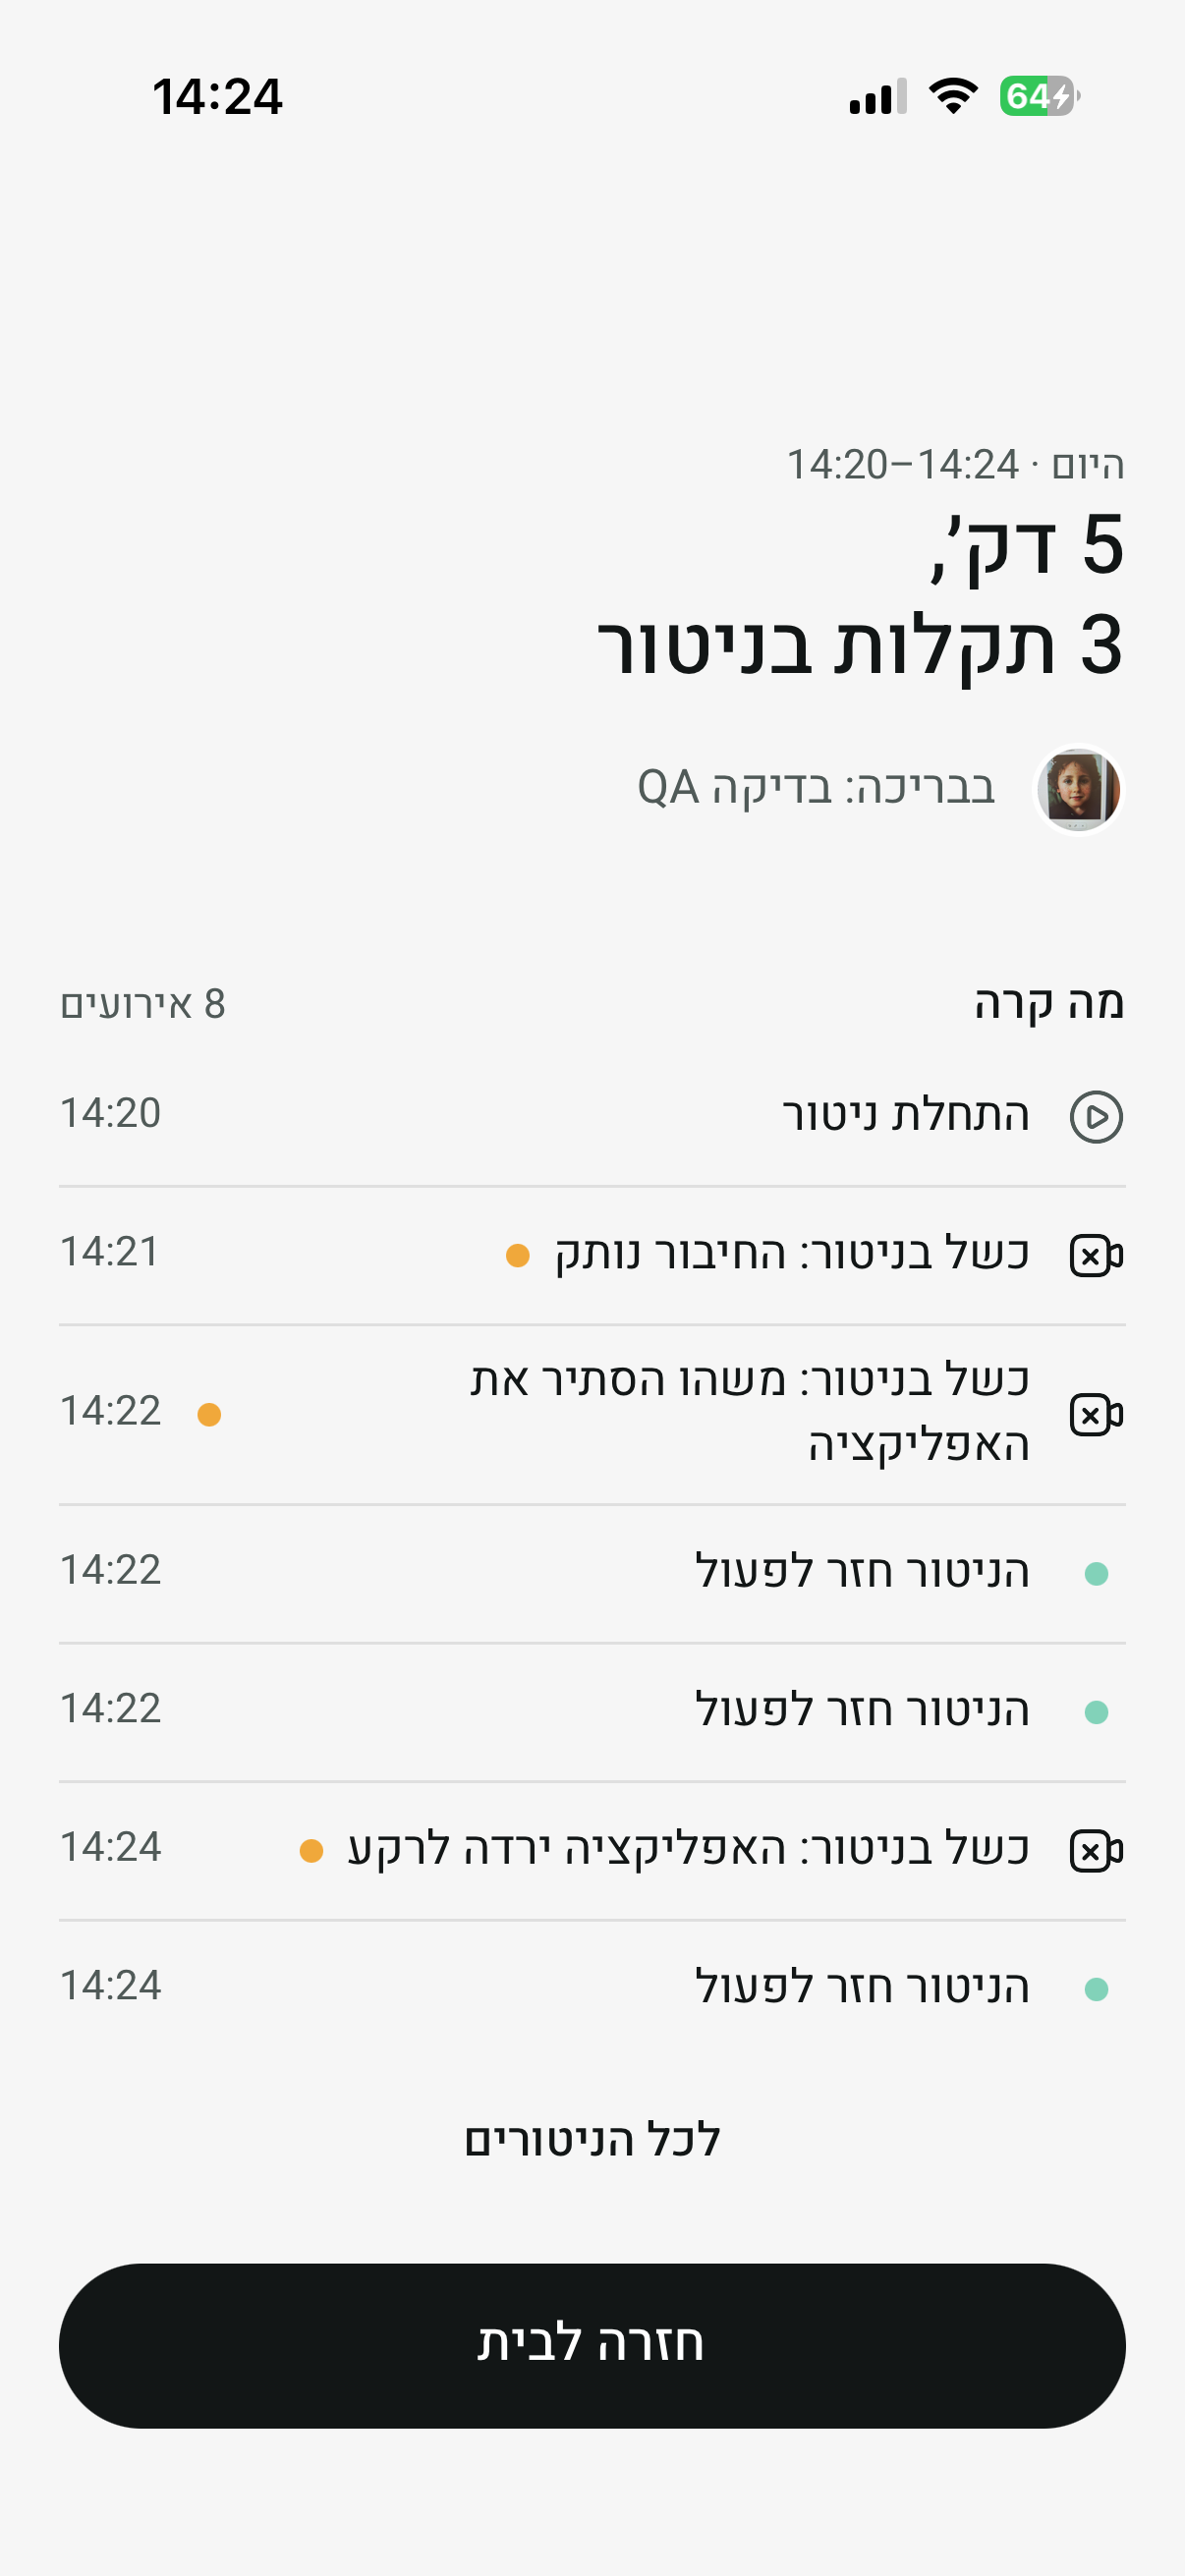 14:24
64
היום · 14:20–14:24
5 דק׳,
3 תקלות בניטור
בבריכה: בדיקה QA
מה קרה
8 אירועים
התחלת ניטור
14:20
כשל בניטור: החיבור נותק
14:21
כשל בניטור: משהו הסתיר את
האפליקציה
14:22
הניטור חזר לפעול
14:22
הניטור חזר לפעול
14:22
כשל בניטור: האפליקציה ירדה לרקע
14:24
הניטור חזר לפעול
14:24
לכל הניטורים
חזרה לבית